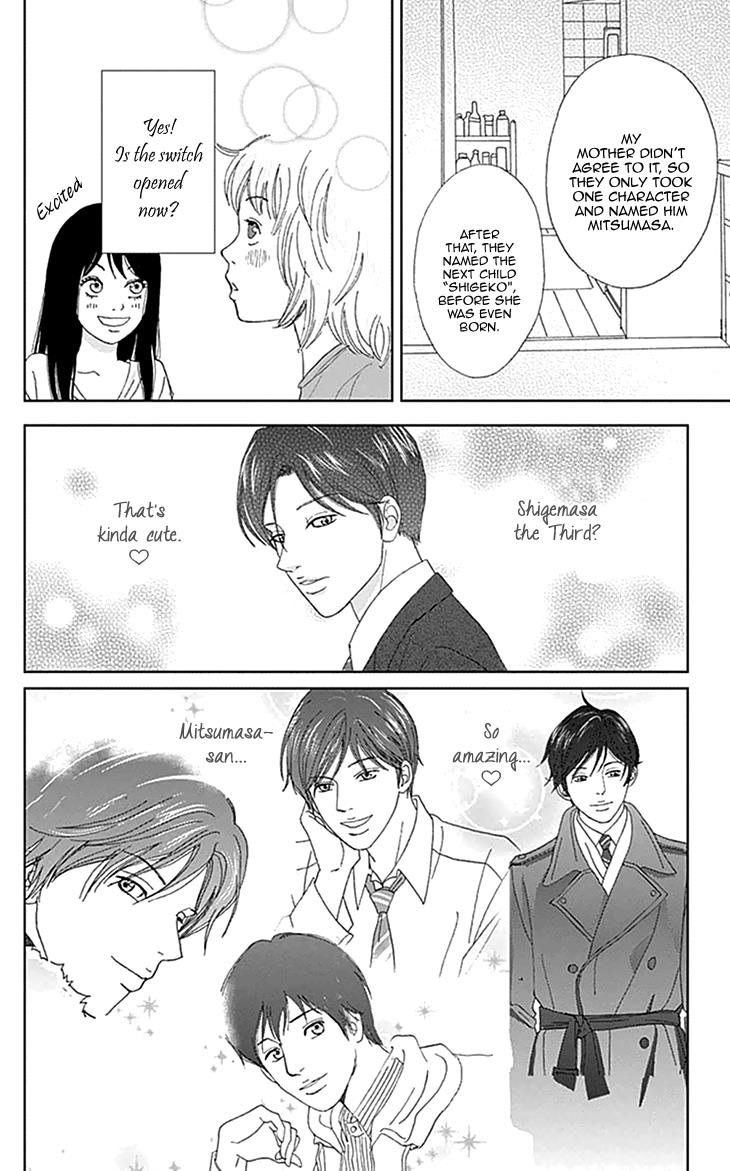 MY
MOTHER DIDN'T
AGREE TO IT, SO
THEY ONLY TOOK
ONE CHARACTER
AND NAMED HIM
MITSUMASA.
AFTER
THAT, THEY
NAMED THE
NEXT CHILD
"SHIGEKO",
BEFORE SHE
WAS EVEN
BORN.
Yes!
Is the switch
opened
now?
Excited
Shigemasa
the Third?
That's
kinda cute.
♡
So
amazing...
♡
Mitsumasa-
san...